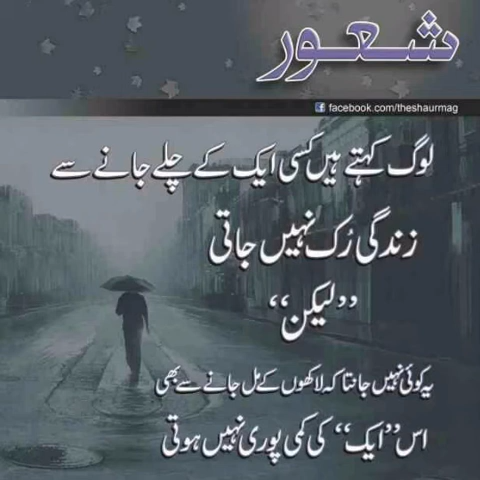 شعور
facebook.com/theshaurmag
لوگ کہتے ہیں کسی ایک کے چلے جانے سے
زندگی رُک نہیں جاتی
”لیکن“
یہ کوئی نہیں جانتا کہ لاکھوں کے مل جانے سے بھی
اس ”ایک“ کی کمی پوری نہیں ہوتی